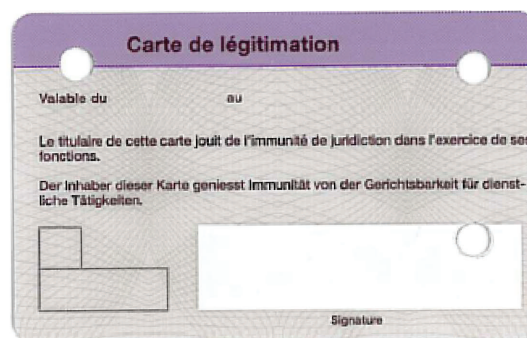 Carte de légitimation
Valable du au
Le titulaire de cette carte jouit de l'immunité de juridiction dans l'exercice de ses
fonctions.
Der Inhaber dieser Karte geniesst Immunität von der Gerichtsbarkeit für dienst-
liche Tätigkeiten.
Signature